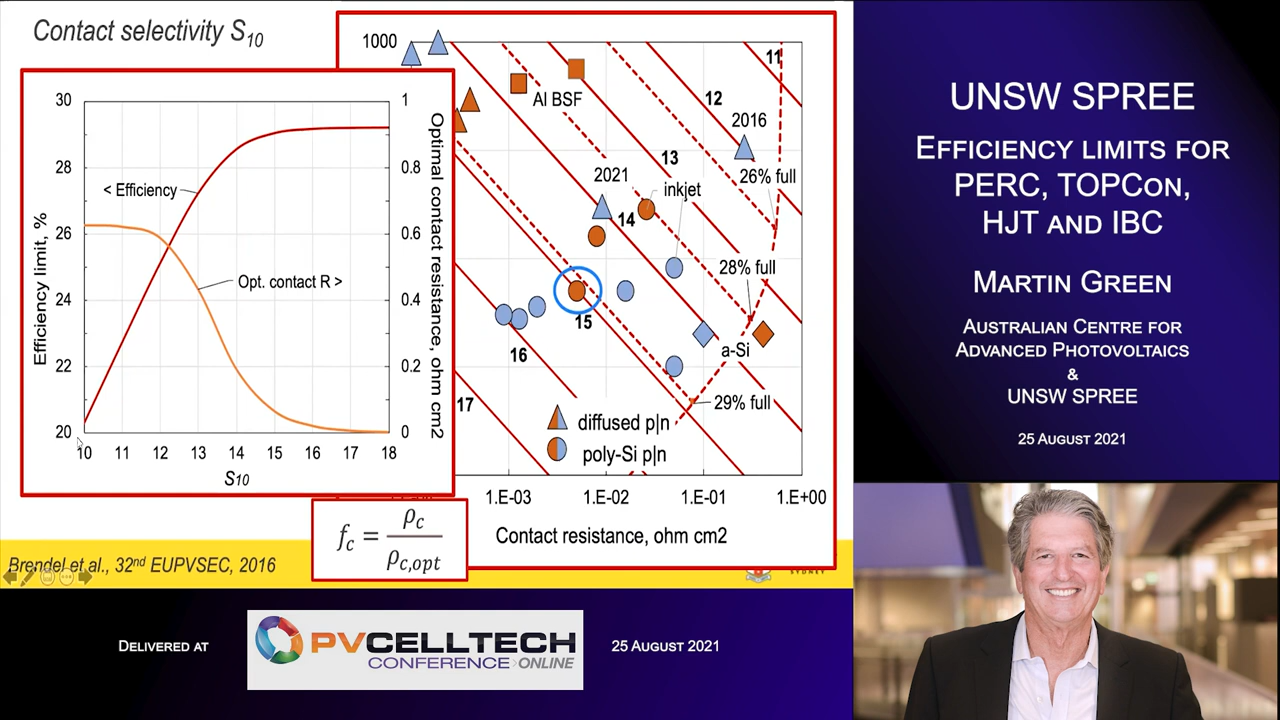 Contact selectivity S10
30
28
26
24
22
20
Efficiency limit, %
10 11 12 13 14 15 16 17 18
S10
1
0.9
0.8
0.6
0.4
0.2
0
Optimal contact resistance, ohm cm2
< Efficiency
Opt. contact R >
1000
Al BSF
11
12
2016
13
26% full
2021
inkjet
14
28% full
15
16
a-Si
17
29% full
diffused p|n
poly-Si p|n
1.E-03 1.E-02 1.E-01 1.E+00
Contact resistance, ohm cm2
fc = ρc / ρc,opt
Brendel et al., 32nd EUPVSEC, 2016
UNSW SPREE
EFFICIENCY LIMITS FOR
PERC, TOPCON,
HJT AND IBC
MARTIN GREEN
AUSTRALIAN CENTRE FOR
ADVANCED PHOTOVOLTAICS
&
UNSW SPREE
25 AUGUST 2021
DELIVERED AT
PVCELLTECH
CONFERENCE>ONLINE
25 AUGUST 2021